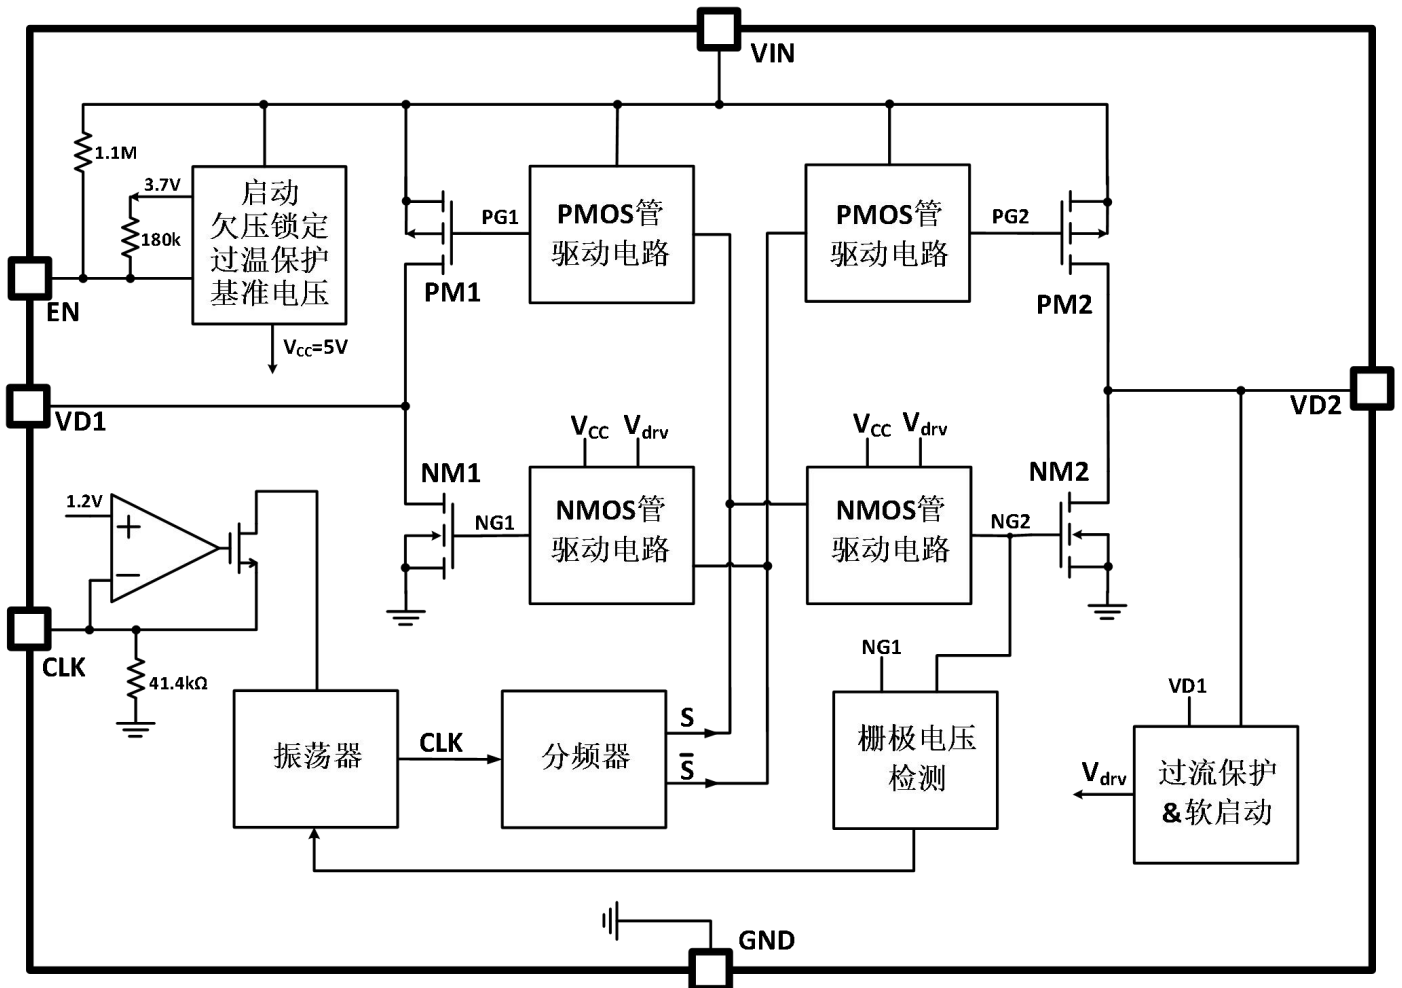 VIN
1.1M
3.7V
180k
启动
欠压锁定
过温保护
基准电压
PG1
PMOS管
驱动电路
PMOS管
驱动电路
PG2
PM1
PM2
EN
VCC=5V
VD1
VD2
VCC
Vdrv
VCC
Vdrv
NM1
NM2
1.2V
NG1
NMOS管
驱动电路
NMOS管
驱动电路
NG2
CLK
41.4kΩ
NG1
VD1
振荡器
CLK
分频器
S
S̅
栅极电压
检测
Vdrv
过流保护
&软启动
GND